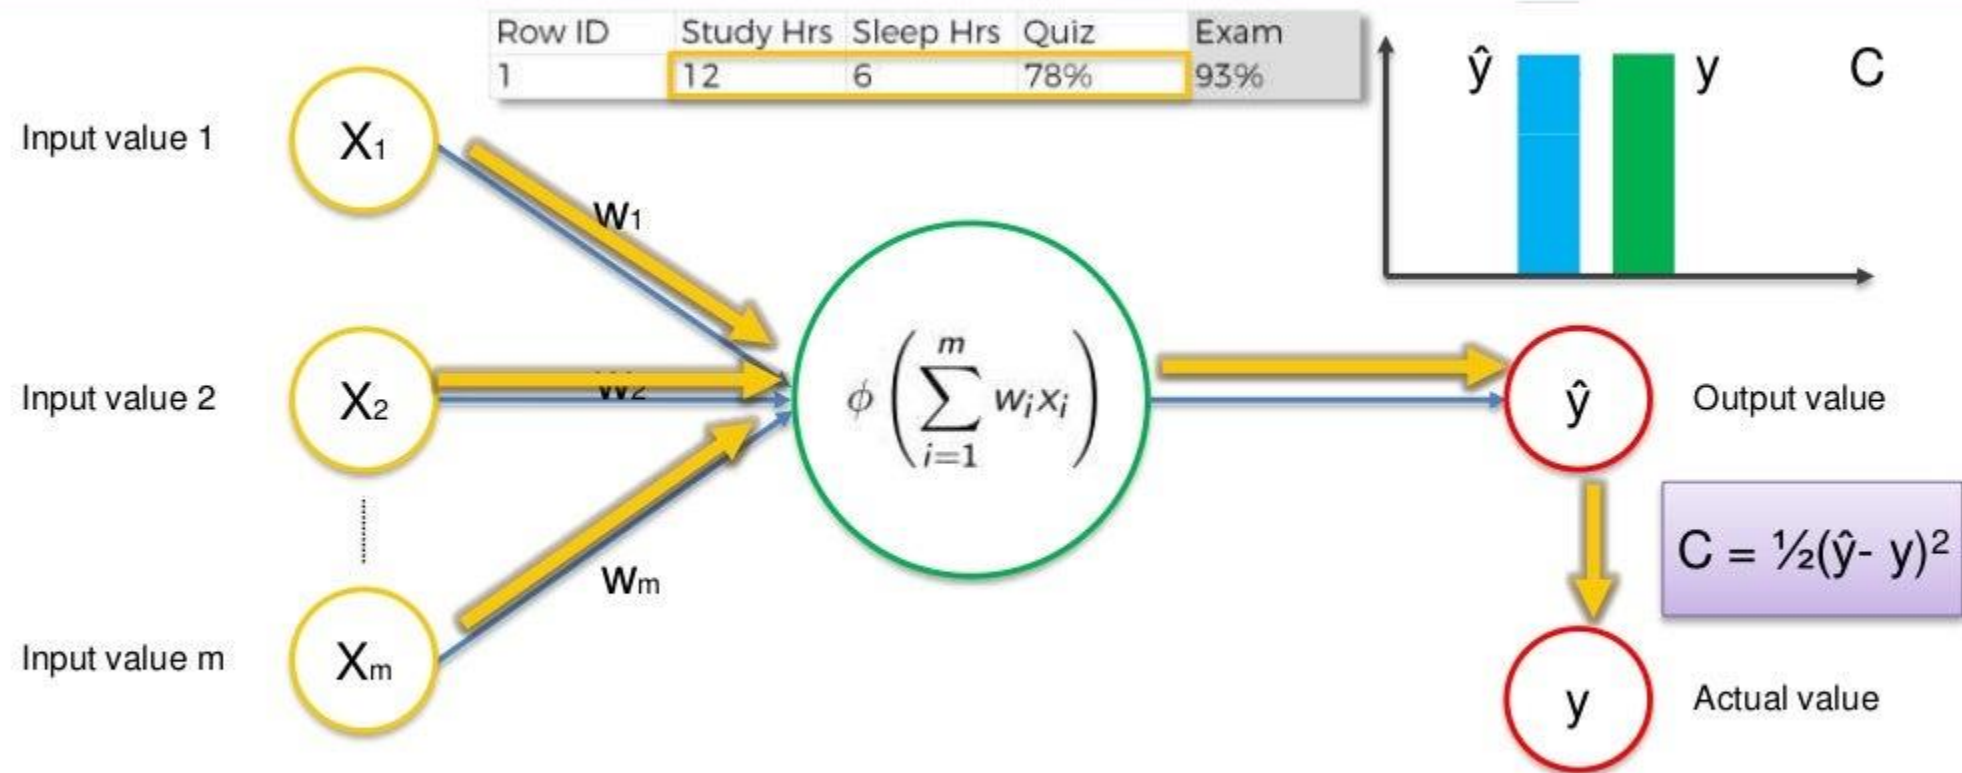 Row ID Study Hrs Sleep Hrs Quiz Exam
1 12 6 78% 93%
ŷ y C
Input value 1
X₁
w₁
Input value 2
X₂
w₂
ϕ(∑ᵢ₌₁ᵐ wᵢxᵢ)
ŷ
Output value
C = ½(ŷ- y)²
wₘ
Input value m
Xₘ
y
Actual value